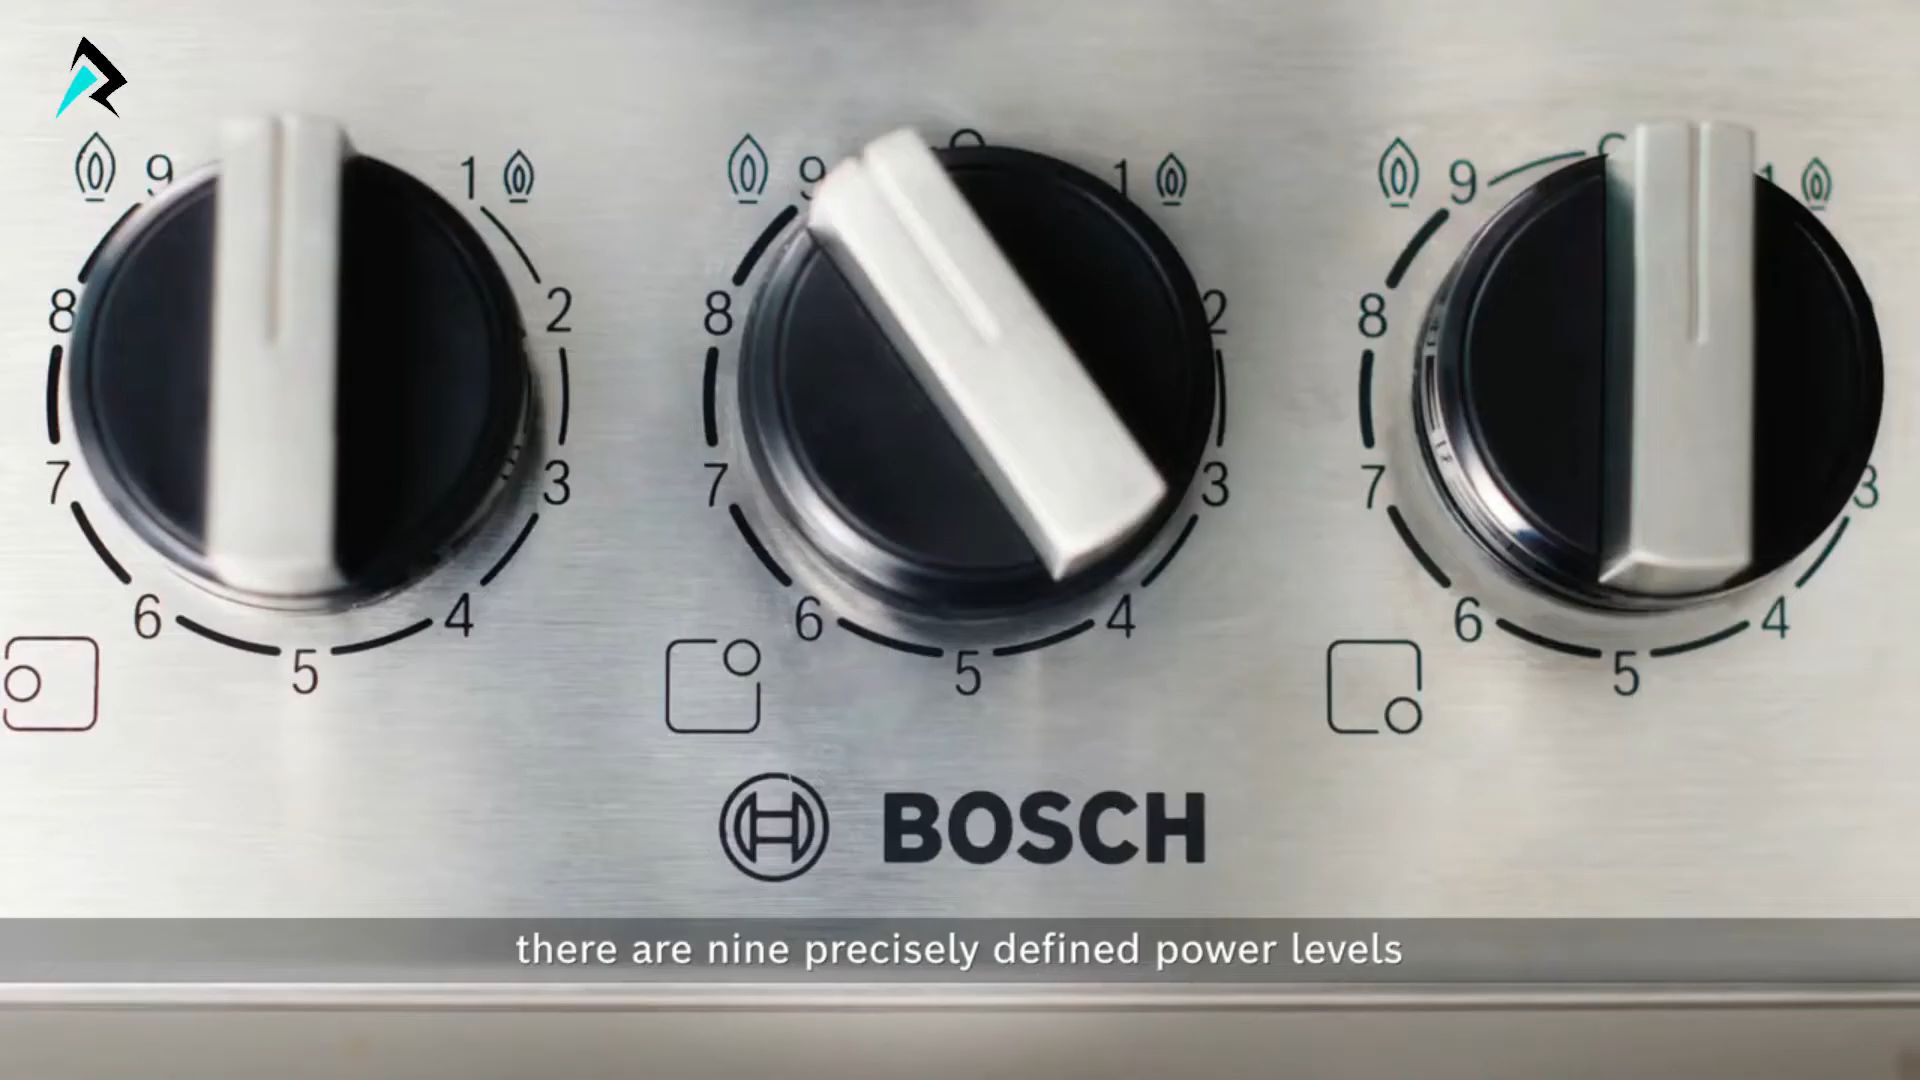 9 1 9 1 9 1
8 2 8 2 8
7 3 7 3 7 3
6 4 6 4 6 4
5 5 5
BOSCH
there are nine precisely defined power levels